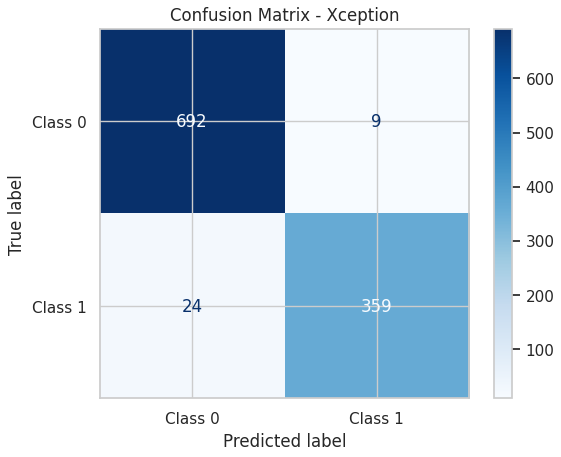 Confusion Matrix - Xception
True label
Class 0
692
9
Class 1
24
359
Class 0
Class 1
Predicted label
600
500
400
300
200
100